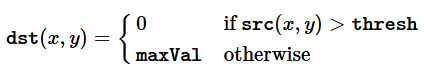 dst(x, y) = { 0 if src(x, y) > thresh
maxVal otherwise